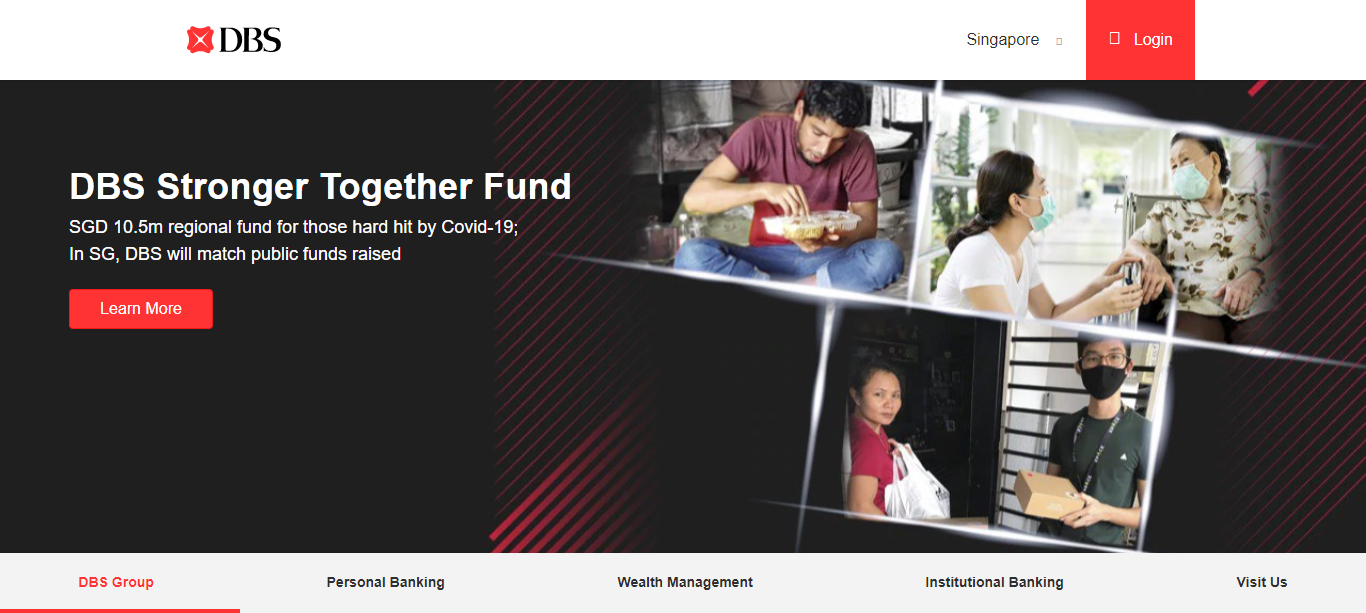 DBS
Singapore
Login
DBS Stronger Together Fund
SGD 10.5m regional fund for those hard hit by Covid-19;
In SG, DBS will match public funds raised
Learn More
DBS Group
Personal Banking
Wealth Management
Institutional Banking
Visit Us